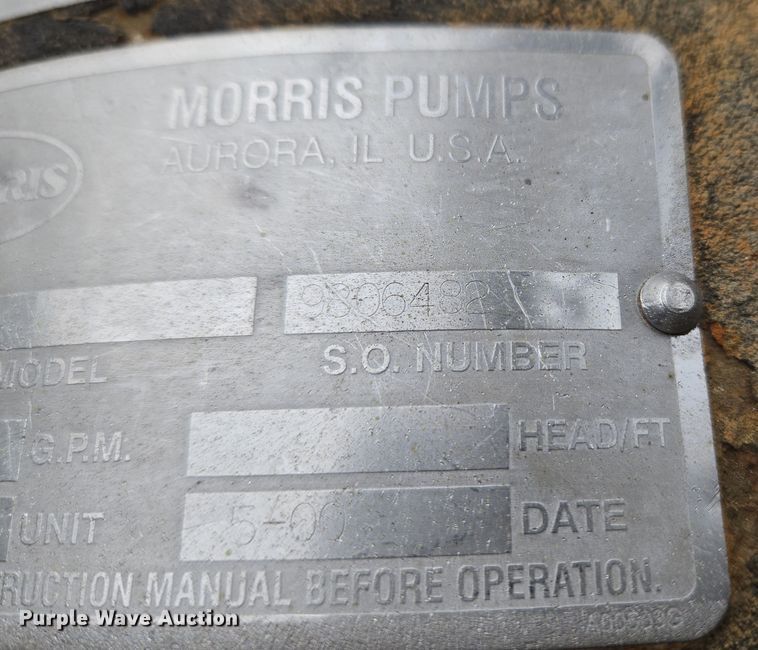 MORRIS PUMPS
AURORA, IL U.S.A.
RIS
9806482
MODEL S.O. NUMBER
G.P.M. HEAD/FT
UNIT 5-00 DATE
RUCTION MANUAL BEFORE OPERATION.
Purple Wave Auction